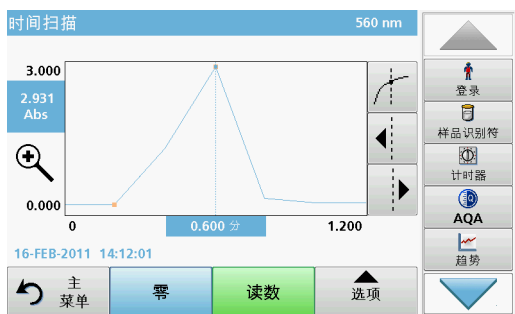 时间扫描
560 nm
3.000
2.931
Abs
0.000
0
0.600 分
1.200
16-FEB-2011 14:12:01
主
菜单
零
读数
选项
登录
样品识别符
计时器
AQA
趋势